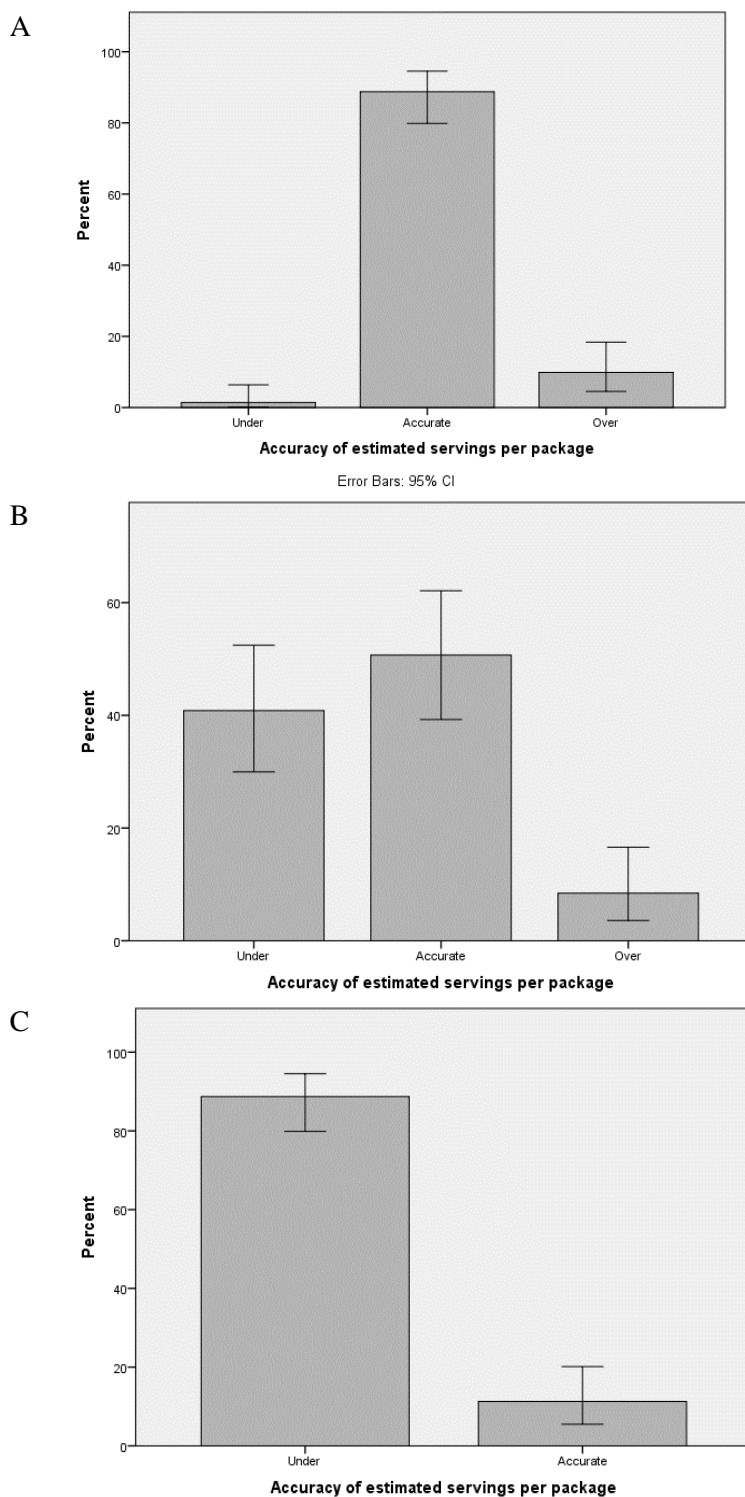 A
100
80
60
40
20
0
Percent
Under Accurate Over
Accuracy of estimated servings per package
Error Bars: 95% CI
B
60
40
20
0
Percent
Under Accurate Over
Accuracy of estimated servings per package
C
100
80
60
40
20
0
Percent
Under Accurate
Accuracy of estimated servings per package